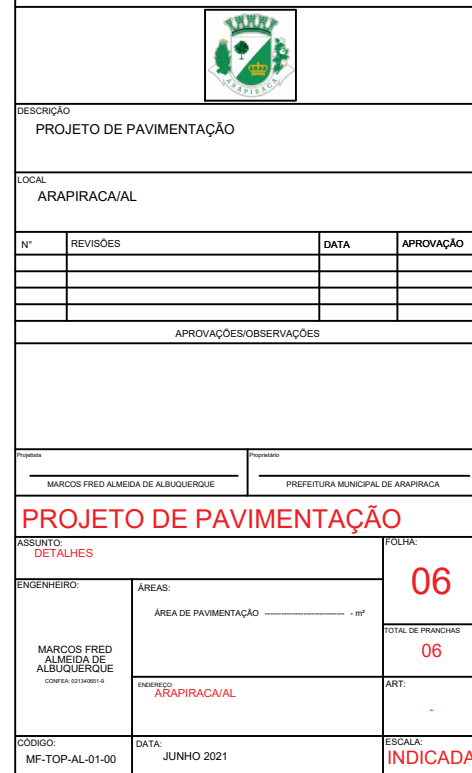 ARAPIRACA
DESCRIÇÃO
PROJETO DE PAVIMENTAÇÃO
LOCAL
ARAPIRACA/AL
N° REVISÕES DATA APROVAÇÃO
APROVAÇÕES/OBSERVAÇÕES
Projetista Proprietário
MARCOS FRED ALMEIDA DE ALBUQUERQUE PREFEITURA MUNICIPAL DE ARAPIRACA
PROJETO DE PAVIMENTAÇÃO
ASSUNTO:
DETALHES
FOLHA:
06
ENGENHEIRO:
MARCOS FRED
ALMEIDA DE
ALBUQUERQUE
CONFEA: 021340651-9
ÁREAS:
ÁREA DE PAVIMENTAÇÃO ---------------------------- - m²
TOTAL DE PRANCHAS
06
ENDEREÇO:
ARAPIRACA/AL
ART:
-
CÓDIGO:
MF-TOP-AL-01-00
DATA:
JUNHO 2021
ESCALA:
INDICADA